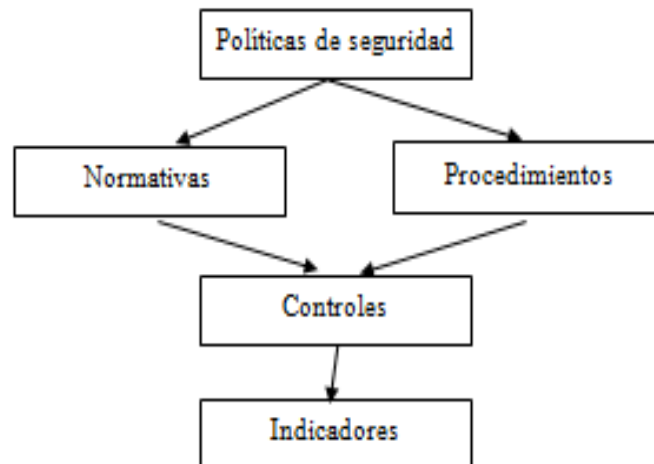 Políticas de seguridad
Normativas
Procedimientos
Controles
Indicadores